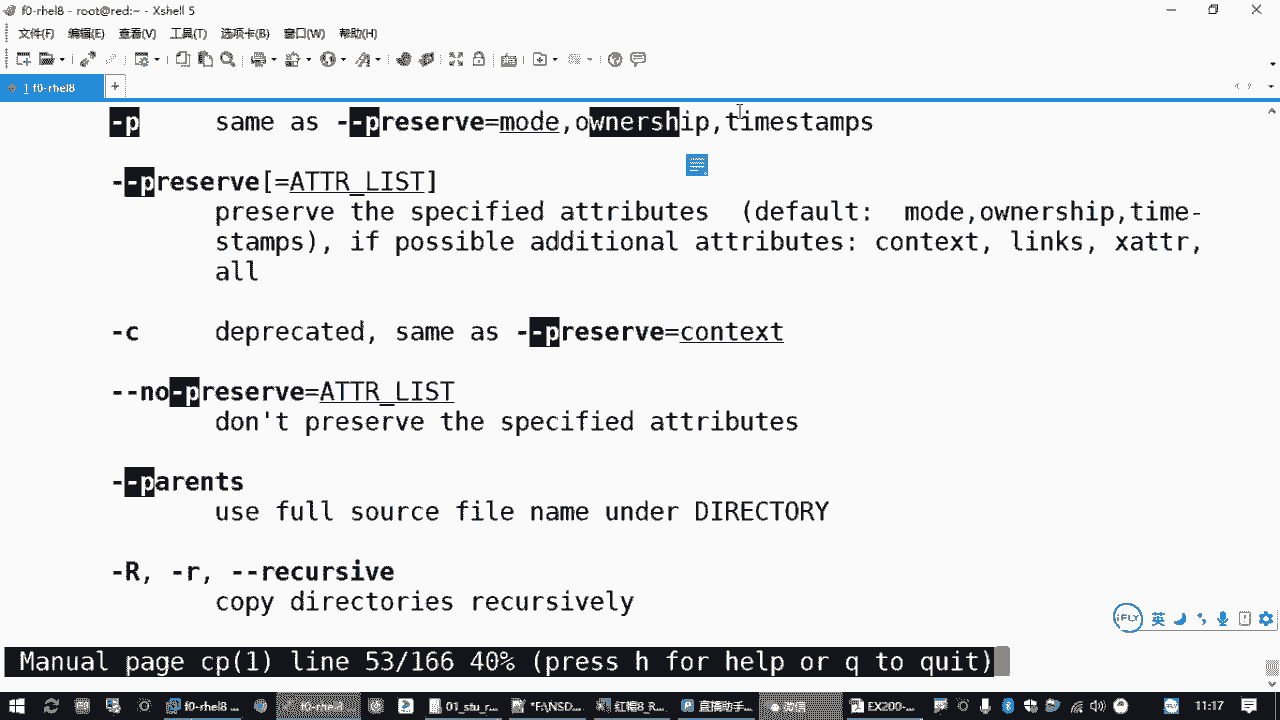 f0-rhel8 - root@red:~ - Xshell 5
文件(F) 编辑(E) 查看(V) 工具(T) 选项卡(B) 窗口(W) 帮助(H)
1 f0-rhel8 +
-p same as --preserve=mode,ownership,timestamps
--preserve[=ATTR_LIST]
preserve the specified attributes (default: mode,ownership,time-
stamps), if possible additional attributes: context, links, xattr,
all
-c deprecated, same as --preserve=context
--no-preserve=ATTR_LIST
don't preserve the specified attributes
--parents
use full source file name under DIRECTORY
-R, -r, --recursive
copy directories recursively
iFLY 英
Manual page cp(1) line 53/166 40% (press h for help or q to quit)
f0-rhel8 ... f0-rhel8 01_stu_r... *F:\NSD... 红帽8_R... 直播助手... 微信 EX200-... 11:17